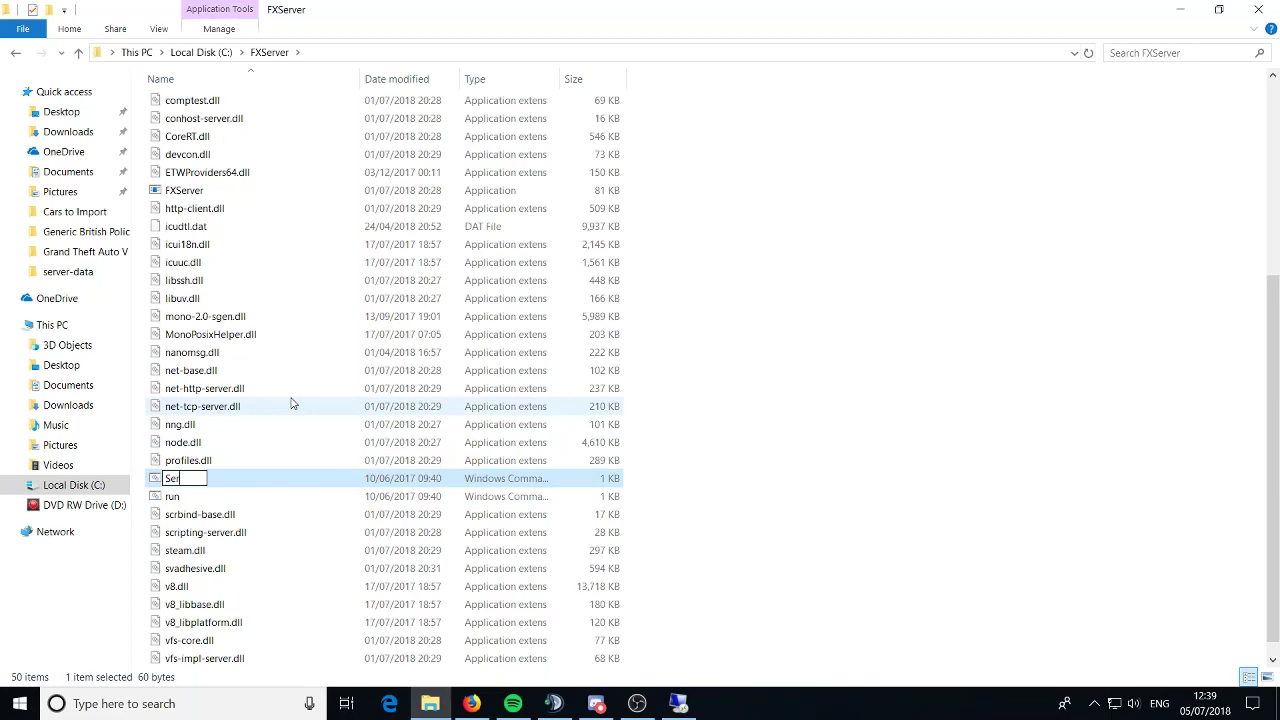 Application Tools
FXServer
File
Home
Share
View
Manage
This PC
Local Disk (C:)
FXServer
Search FXServer
Name
Date modified
Type
Size
Quick access
Desktop
Downloads
OneDrive
Documents
Pictures
Cars to Import
Generic British Polic
Grand Theft Auto V
server-data
OneDrive
This PC
3D Objects
Desktop
Documents
Downloads
Music
Pictures
Videos
Local Disk (C:)
DVD RW Drive (D:)
Network
comptest.dll 01/07/2018 20:28 Application extens 69 KB
conhost-server.dll 01/07/2018 20:28 Application extens 16 KB
CoreRT.dll 01/07/2018 20:28 Application extens 546 KB
devcon.dll 01/07/2018 20:29 Application extens 73 KB
ETWProviders64.dll 03/12/2017 00:11 Application extens 150 KB
FXServer 01/07/2018 20:28 Application 81 KB
http-client.dll 01/07/2018 20:29 Application extens 509 KB
icudtl.dat 24/04/2018 20:52 DAT File 9,937 KB
icui18n.dll 17/07/2017 18:57 Application extens 2,145 KB
icuuc.dll 17/07/2017 18:57 Application extens 1,561 KB
libssh.dll 01/07/2018 20:27 Application extens 448 KB
libuv.dll 01/07/2018 20:27 Application extens 166 KB
mono-2.0-sgen.dll 13/09/2017 19:01 Application extens 5,989 KB
MonoPosixHelper.dll 17/07/2017 07:05 Application extens 203 KB
nanomsg.dll 01/04/2018 16:57 Application extens 222 KB
net-base.dll 01/07/2018 20:28 Application extens 102 KB
net-http-server.dll 01/07/2018 20:29 Application extens 237 KB
net-tcp-server.dll 01/07/2018 20:29 Application extens 210 KB
nng.dll 01/07/2018 20:27 Application extens 101 KB
node.dll 01/07/2018 20:27 Application extens 4,610 KB
profiles.dll 01/07/2018 20:29 Application extens 289 KB
Ser 10/06/2017 09:40 Windows Comma... 1 KB
run 10/06/2017 09:40 Windows Comma... 1 KB
scrbind-base.dll 01/07/2018 20:29 Application extens 17 KB
scripting-server.dll 01/07/2018 20:28 Application extens 28 KB
steam.dll 01/07/2018 20:29 Application extens 297 KB
svadhesive.dll 01/07/2018 20:31 Application extens 594 KB
v8.dll 17/07/2017 18:57 Application extens 13,718 KB
v8_libbase.dll 17/07/2017 18:57 Application extens 180 KB
v8_libplatform.dll 17/07/2017 18:57 Application extens 120 KB
vfs-core.dll 01/07/2018 20:28 Application extens 77 KB
vfs-impl-server.dll 01/07/2018 20:29 Application extens 68 KB
50 items 1 item selected 60 bytes
Type here to search
ENG
12:39
05/07/2018